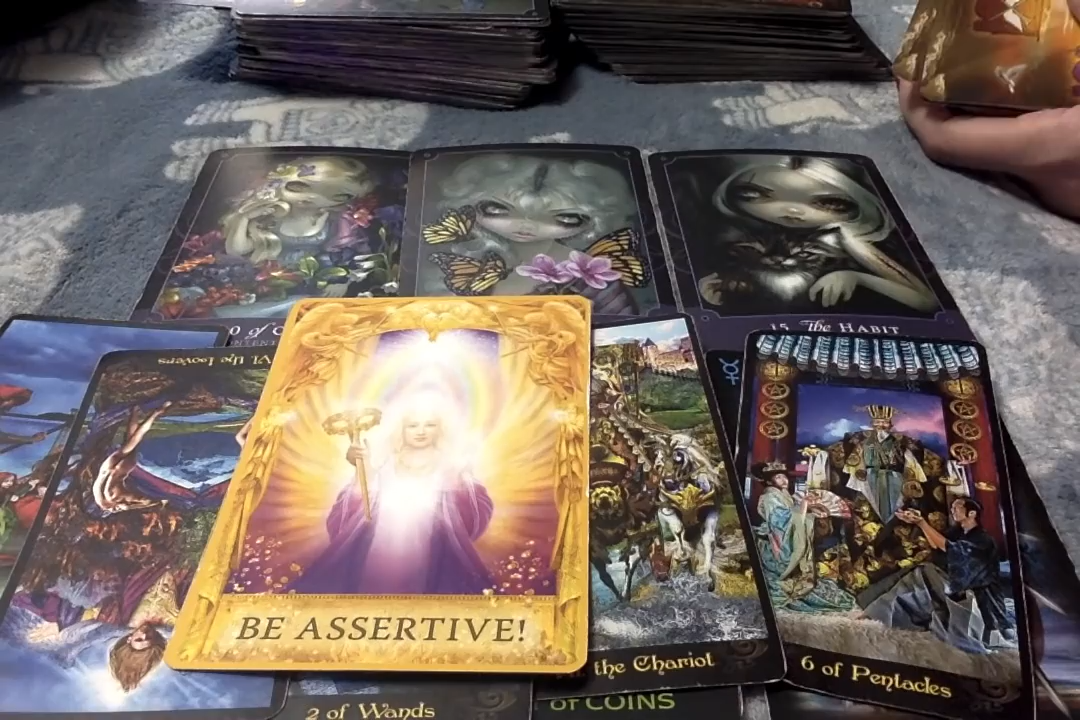 15 The HABIT
VI. the Lovers
BE ASSERTIVE!
the Chariot
6 of Pentacles
2 of Wands
of COINS